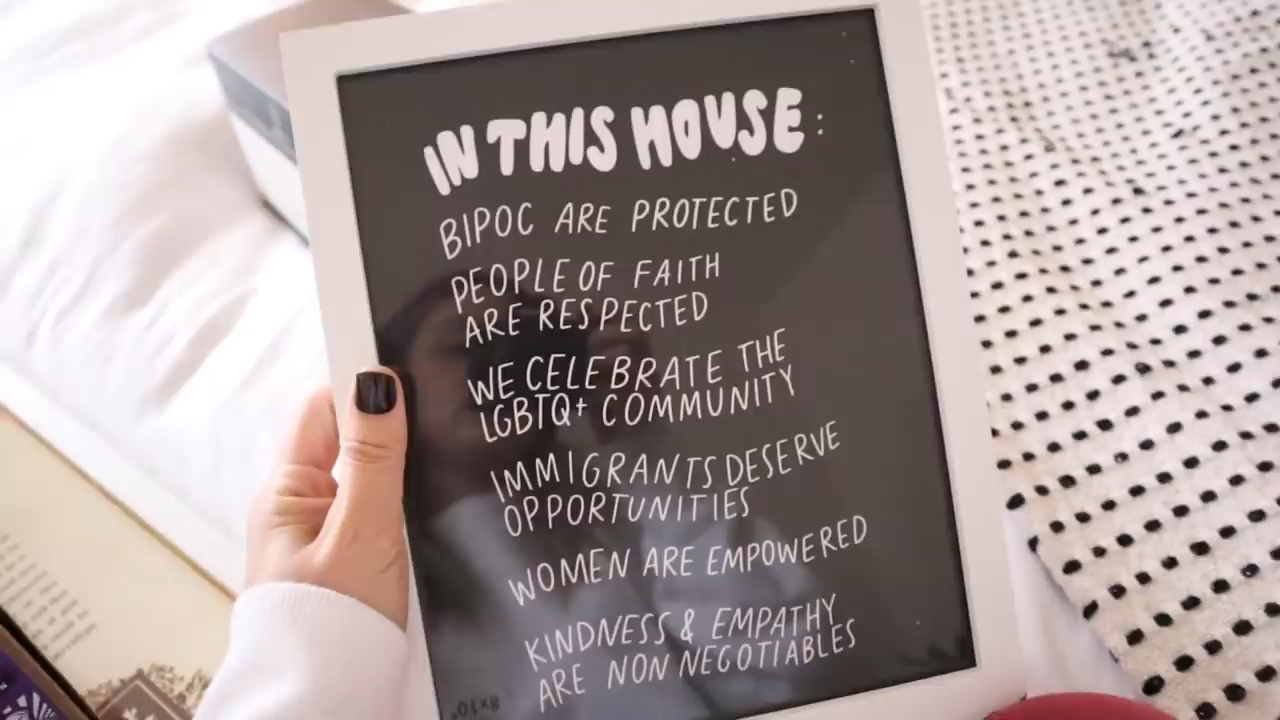 IN THIS HOUSE:
BIPOC ARE PROTECTED
PEOPLE OF FAITH
ARE RESPECTED
WE CELEBRATE THE
LGBTQ+ COMMUNITY
IMMIGRANTS DESERVE
OPPORTUNITIES
WOMEN ARE EMPOWERED
KINDNESS & EMPATHY
ARE NON NEGOTIABLES
8X10"